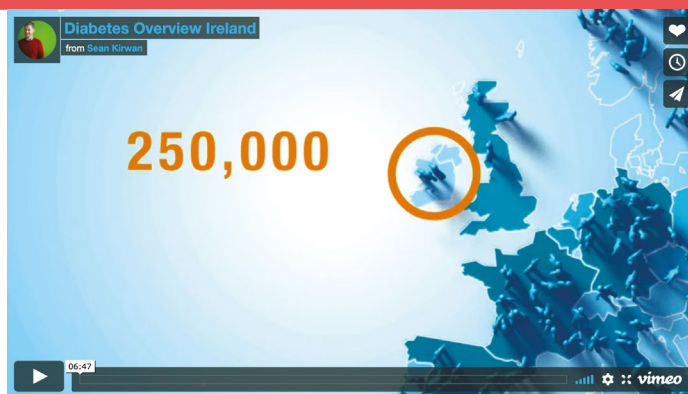 Diabetes Overview Ireland
from Sean Kirwan
250,000
06:47
vimeo